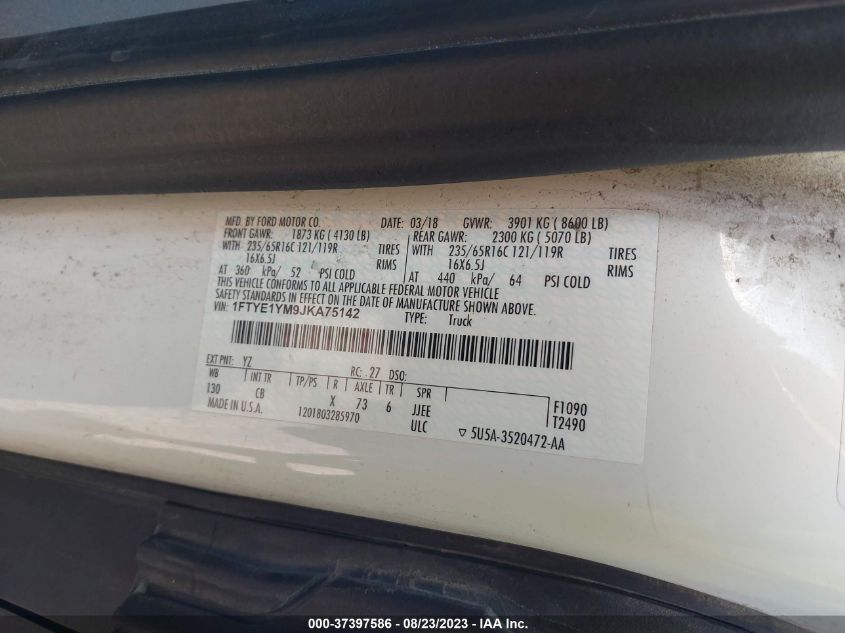 MFD. BY FORD MOTOR CO. DATE: 03/18 GVWR: 3901 KG ( 8600 LB)
FRONT GAWR: 1873 KG ( 4130 LB) REAR GAWR: 2300 KG ( 5070 LB)
WITH 235/65R16C 121/119R TIRES WITH 235/65R16C 121/119R TIRES
16X6.5J RIMS 16X6.5J RIMS
AT 360 kPa/ 52 PSI COLD AT 440 kPa/ 64 PSI COLD
THIS VEHICLE CONFORMS TO ALL APPLICABLE FEDERAL MOTOR VEHICLE
SAFETY STANDARDS IN EFFECT ON THE DATE OF MANUFACTURE SHOWN ABOVE.
VIN: 1FTYE1YM9JKA75142 TYPE: Truck
EXT PNT: YZ RC: 27 DSO:
WB INT TR TP/PS R AXLE TR SPR
130 CB X 73 6 JJEE F1090
MADE IN U.S.A. 1201803285970 ULC T2490
▽ 5U5A-3520472-AA
000-37397586 - 08/23/2023 - COPYRIGHT IAA, INC.